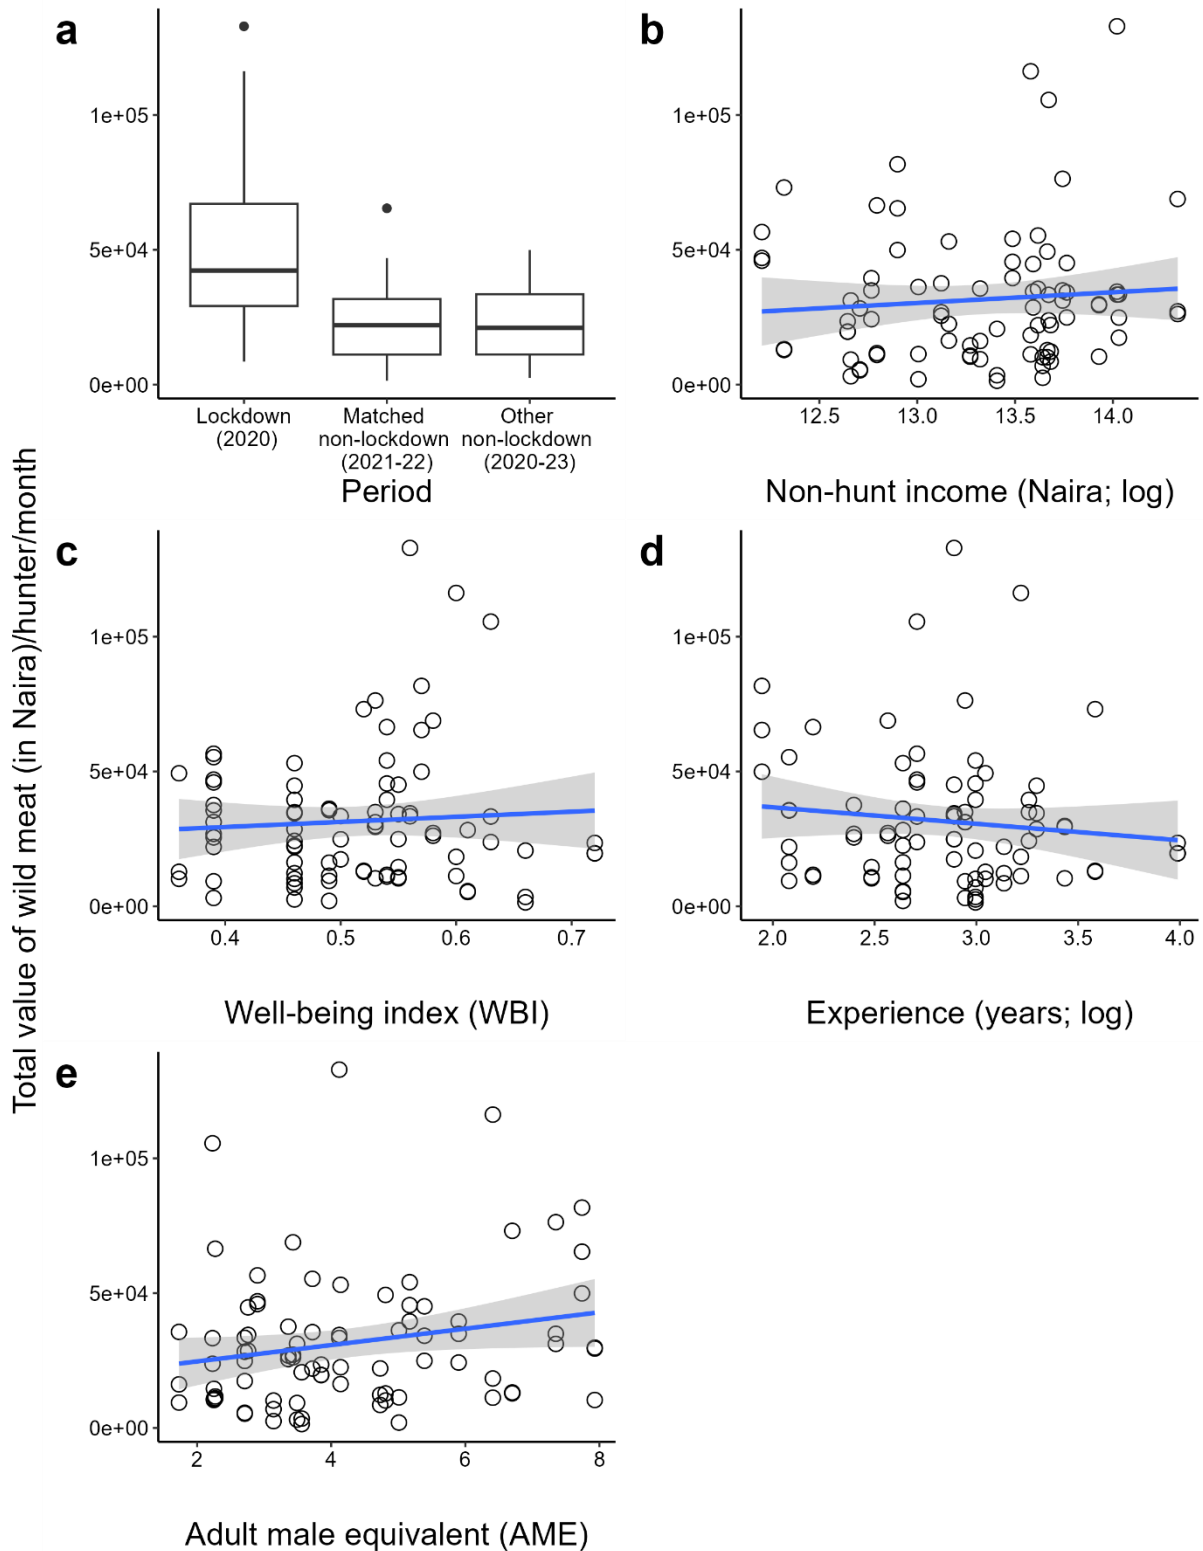 Total value of wild meat (in Naira)/hunter/month
a
1e+05
5e+04
0e+00
Lockdown
(2020)
Matched
non-lockdown
(2021-22)
Other
non-lockdown
(2020-23)
Period
b
1e+05
5e+04
0e+00
12.5 13.0 13.5 14.0
Non-hunt income (Naira; log)
c
1e+05
5e+04
0e+00
0.4 0.5 0.6 0.7
Well-being index (WBI)
d
1e+05
5e+04
0e+00
2.0 2.5 3.0 3.5 4.0
Experience (years; log)
e
1e+05
5e+04
0e+00
2 4 6 8
Adult male equivalent (AME)